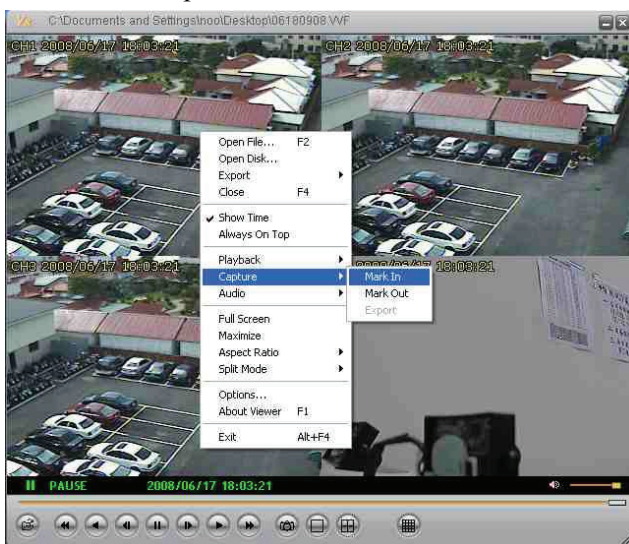 C:\Documents and Settings\noo\Desktop\06180908.VVF
CH1 2008/06/17 18:03:21
CH2 2008/06/17 18:03:21
Open File... F2
Open Disk...
Export
Close F4
Show Time
Always On Top
Playback
Capture
Audio
Full Screen
Maximize
Aspect Ratio
Split Mode
Options...
About Viewer F1
Exit Alt+F4
Mark In
Mark Out
Export
CH3 2008/06/17 18:03:21
2008/06/17 18:03:21
PAUSE 2008/06/17 18:03:21